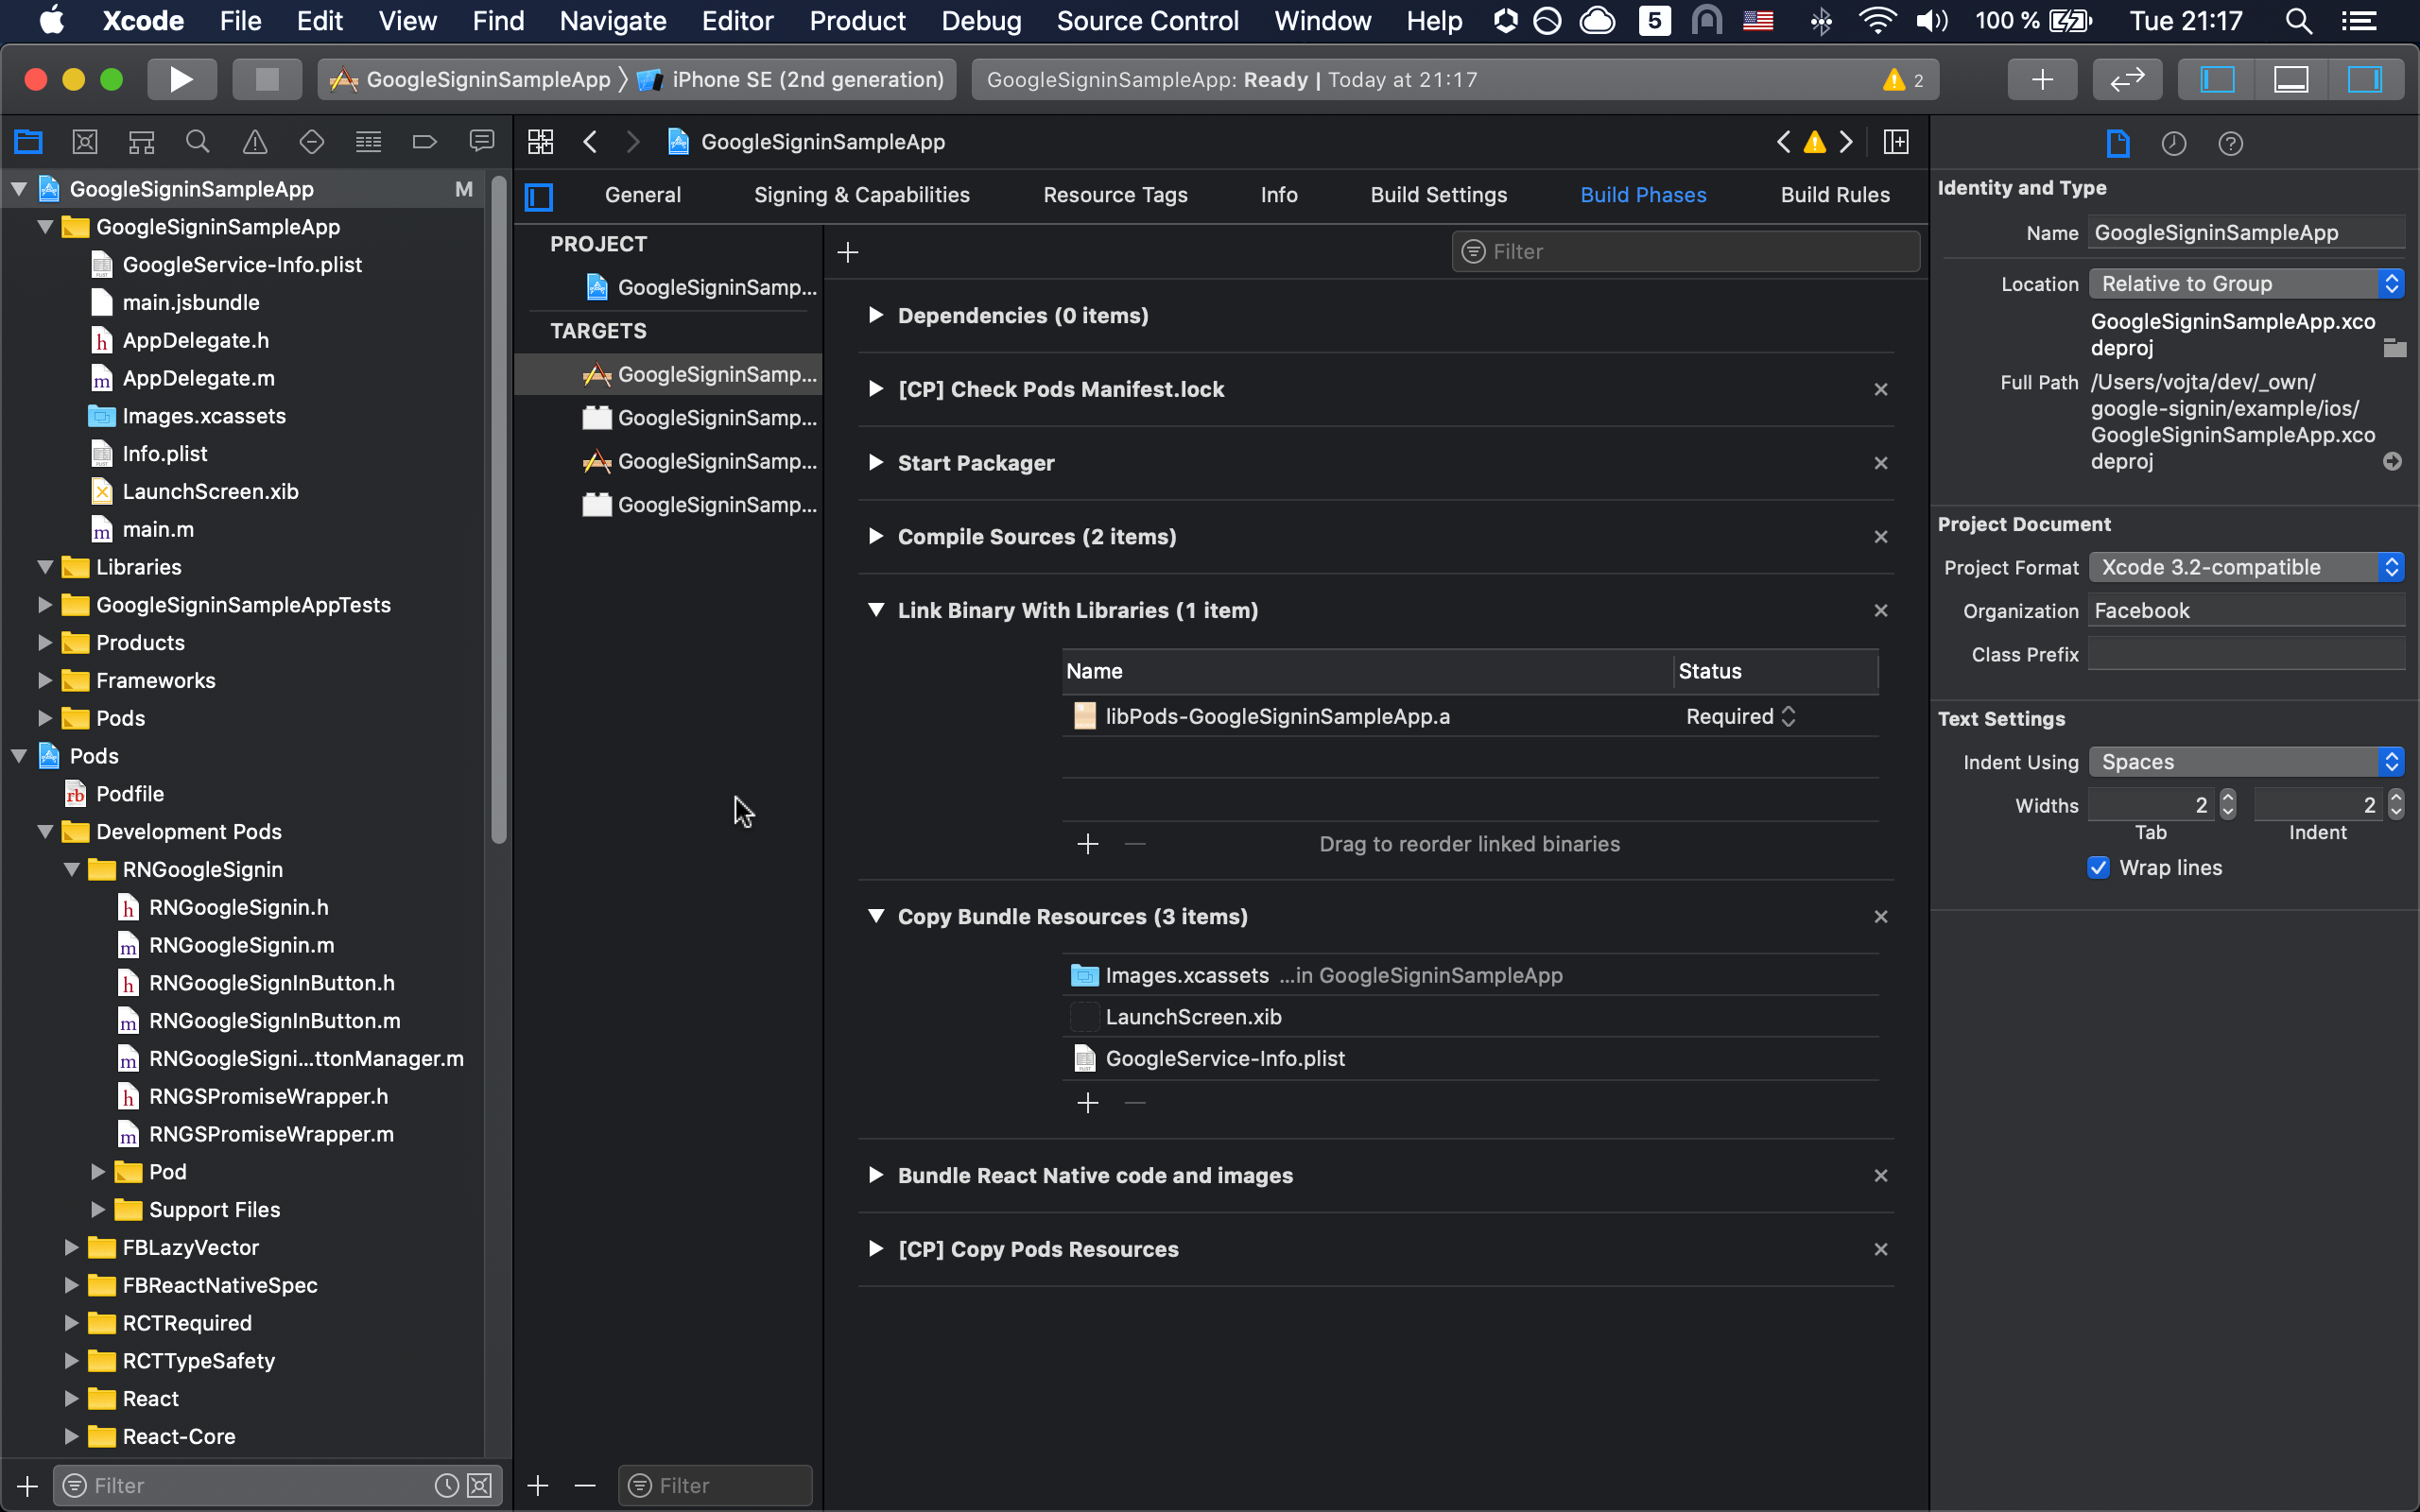 Xcode File Edit View Find Navigate Editor Product Debug Source Control Window Help 5 100 % Tue 21:17
GoogleSigninSampleApp 〉 iPhone SE (2nd generation) GoogleSigninSampleApp: Ready | Today at 21:17 2
GoogleSigninSampleApp
General Signing & Capabilities Resource Tags Info Build Settings Build Phases Build Rules
GoogleSigninSampleApp M
GoogleSigninSampleApp
GoogleService-Info.plist
main.jsbundle
AppDelegate.h
AppDelegate.m
Images.xcassets
Info.plist
LaunchScreen.xib
main.m
Libraries
GoogleSigninSampleAppTests
Products
Frameworks
Pods
Pods
Podfile
Development Pods
RNGoogleSignin
RNGoogleSignin.h
RNGoogleSignin.m
RNGoogleSignInButton.h
RNGoogleSignInButton.m
RNGoogleSigni...ttonManager.m
RNGSPromiseWrapper.h
RNGSPromiseWrapper.m
Pod
Support Files
FBLazyVector
FBReactNativeSpec
RCTRequired
RCTTypeSafety
React
React-Core
Filter
PROJECT
GoogleSigninSamp...
TARGETS
GoogleSigninSamp...
GoogleSigninSamp...
GoogleSigninSamp...
GoogleSigninSamp...
Filter
Filter
Dependencies (0 items)
[CP] Check Pods Manifest.lock
Start Packager
Compile Sources (2 items)
Link Binary With Libraries (1 item)
Name Status
libPods-GoogleSigninSampleApp.a Required
Drag to reorder linked binaries
Copy Bundle Resources (3 items)
Images.xcassets ...in GoogleSigninSampleApp
LaunchScreen.xib
GoogleService-Info.plist
Bundle React Native code and images
[CP] Copy Pods Resources
Identity and Type
Name GoogleSigninSampleApp
Location Relative to Group
GoogleSigninSampleApp.xco
deproj
Full Path /Users/vojta/dev/_own/
google-signin/example/ios/
GoogleSigninSampleApp.xco
deproj
Project Document
Project Format Xcode 3.2-compatible
Organization Facebook
Class Prefix
Text Settings
Indent Using Spaces
Widths 2 2
Tab Indent
Wrap lines